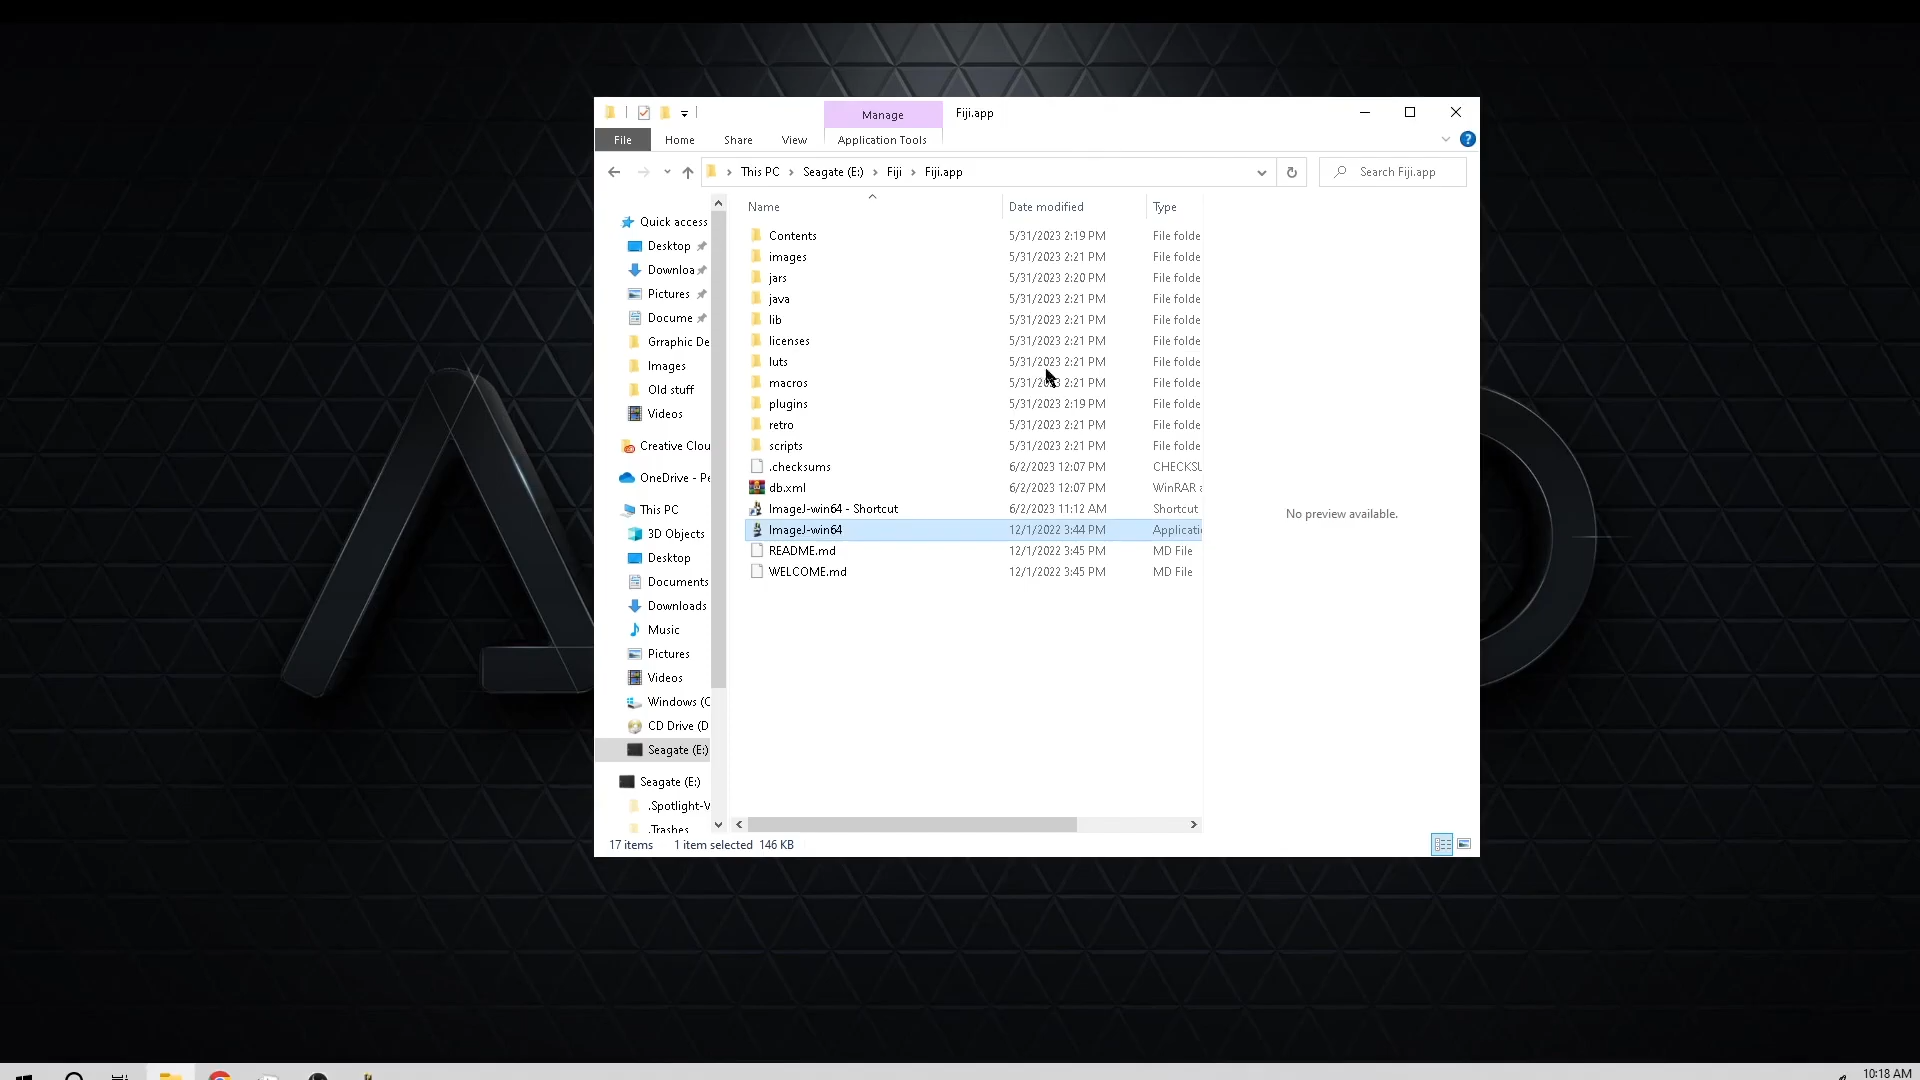 Manage Fiji.app
File Home Share View Application Tools
This PC Seagate (E:) Fiji Fiji.app Search Fiji.app
Name Date modified Type
Quick access
Desktop
Downloa
Pictures
Docume
Grraphic De
Images
Old stuff
Videos
Creative Clou
OneDrive - Pe
This PC
3D Objects
Desktop
Documents
Downloads
Music
Pictures
Videos
Windows (C
CD Drive (D
Seagate (E:)
Seagate (E:)
.Spotlight-V
.Trashes
Contents 5/31/2023 2:19 PM File folde
images 5/31/2023 2:21 PM File folde
jars 5/31/2023 2:20 PM File folde
java 5/31/2023 2:21 PM File folde
lib 5/31/2023 2:21 PM File folde
licenses 5/31/2023 2:21 PM File folde
luts 5/31/2023 2:21 PM File folde
macros 5/31/2023 2:21 PM File folde
plugins 5/31/2023 2:19 PM File folde
retro 5/31/2023 2:21 PM File folde
scripts 5/31/2023 2:21 PM File folde
.checksums 6/2/2023 12:07 PM CHECKSU
db.xml 6/2/2023 12:07 PM WinRAR a
ImageJ-win64 - Shortcut 6/2/2023 11:12 AM Shortcut
ImageJ-win64 12/1/2022 3:44 PM Applicati
README.md 12/1/2022 3:45 PM MD File
WELCOME.md 12/1/2022 3:45 PM MD File
No preview available.
17 items 1 item selected 146 KB
10:18 AM